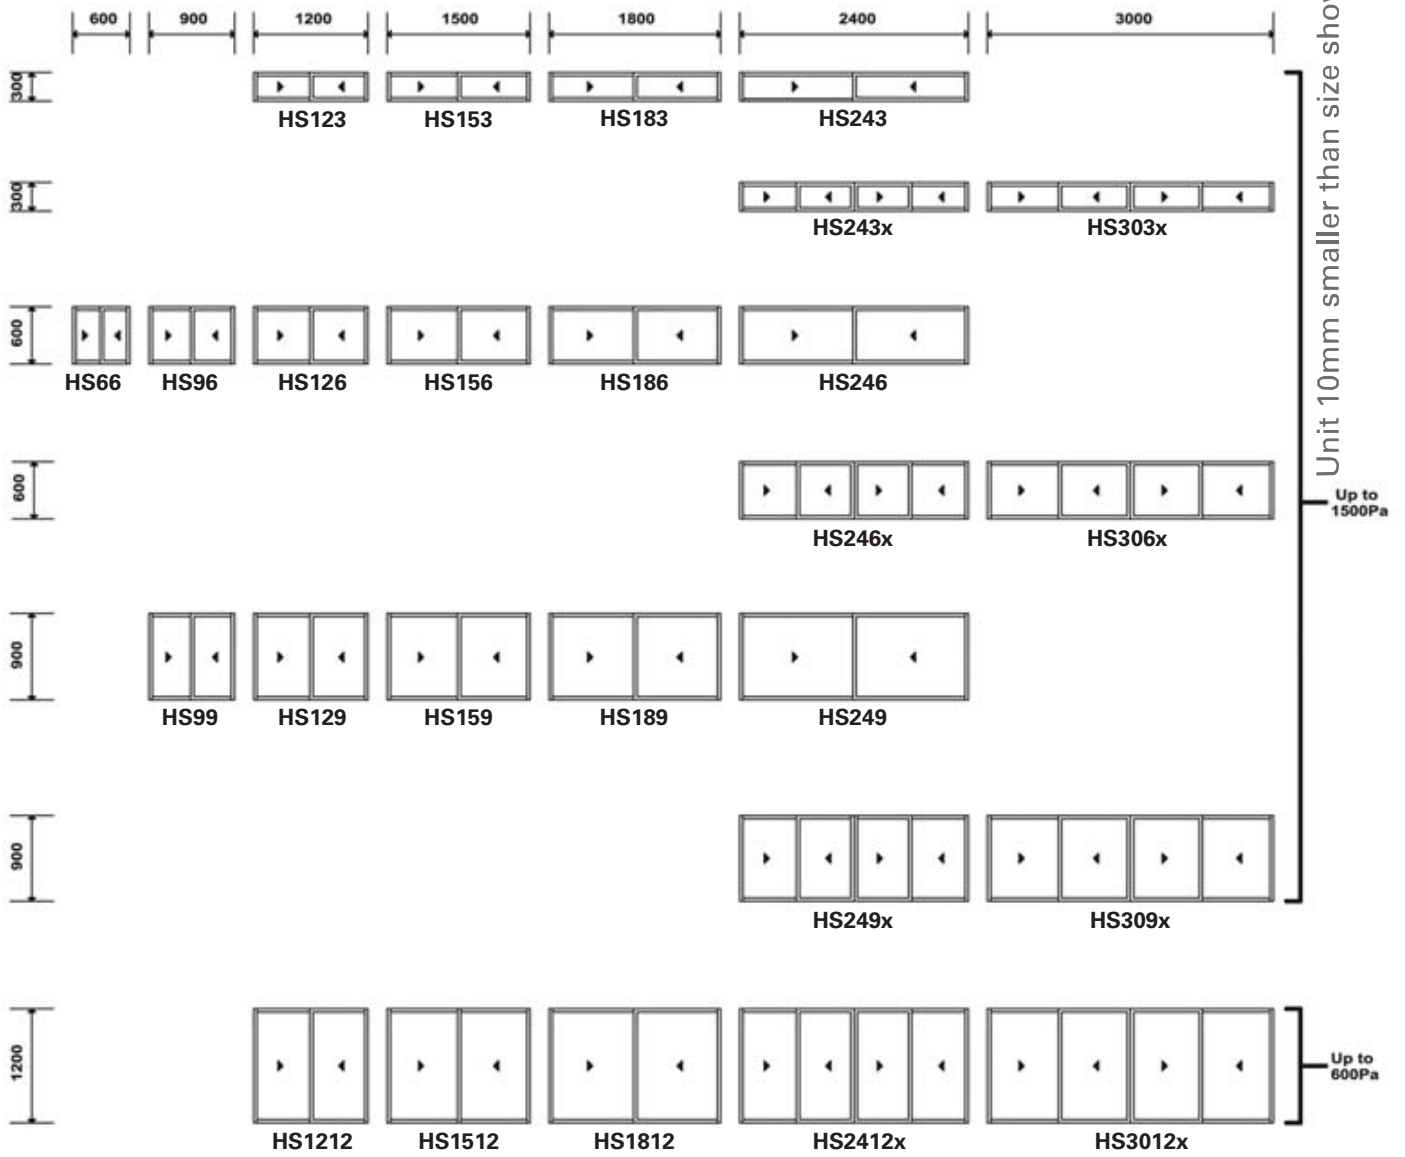 600 900 1200 1500 1800 2400 3000
300
HS123 HS153 HS183 HS243
300
HS243x HS303x
600
HS66 HS96 HS126 HS156 HS186 HS246
600
HS246x HS306x
900
HS99 HS129 HS159 HS189 HS249
900
HS249x HS309x
1200
HS1212 HS1512 HS1812 HS2412x HS3012x
Up to
1500Pa
Up to
600Pa
Unit 10mm smaller than size